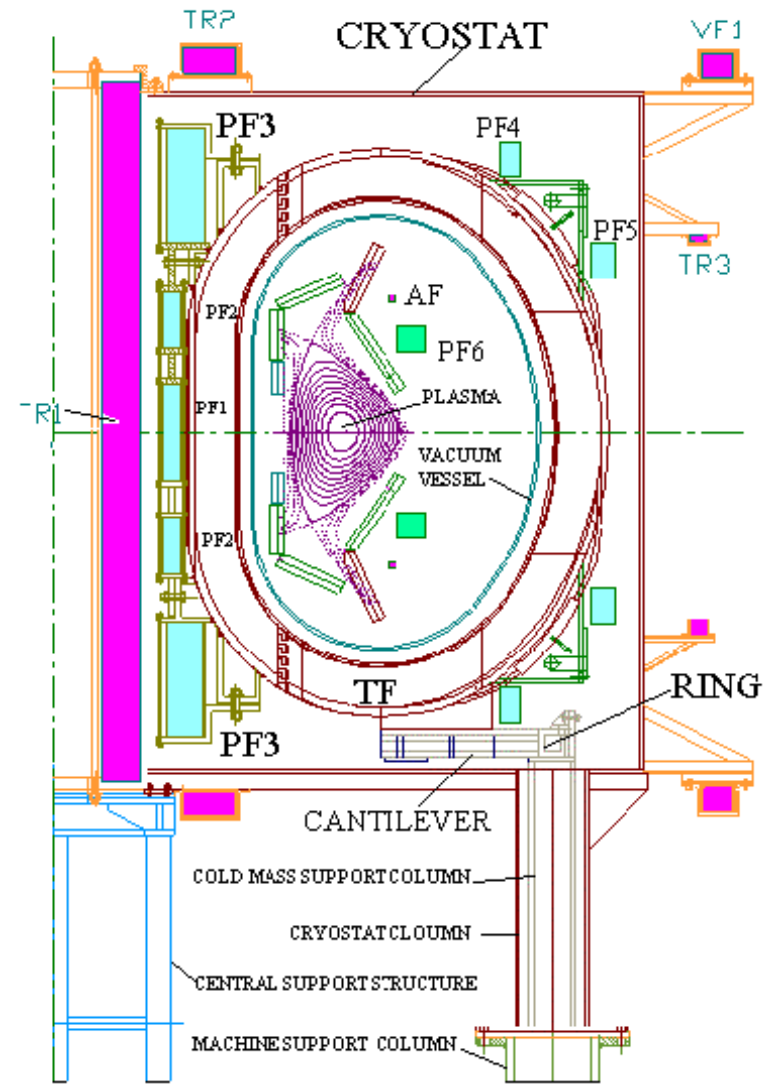 TR2
VF1
CRYOSTAT
PF3
PF4
PF5
TR3
AF
PF2
PF6
PLASMA
PF1
TR1
VACUUM
VESSEL
PF2
TF
RING
PF3
CANTILEVER
COLD MASS SUPPORT COLUMN
CRYOSTAT CLOUMN
CENTRAL SUPPORT STRUCTURE
MACHINE SUPPORT COLUMN